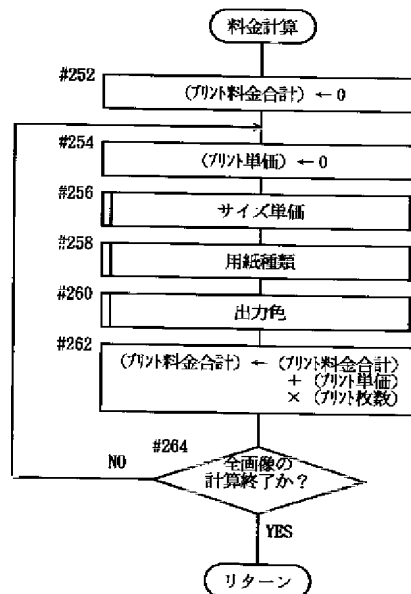 料金計算
#252
(プリント料金合計) ← 0
#254
(プリント単価) ← 0
#256
サイズ単価
#258
用紙種類
#260
出力色
#262
(プリント料金合計) ← (プリント料金合計)
+ (プリント単価)
× (プリント枚数)
#264
全画像の
計算終了か?
NO
YES
リターン